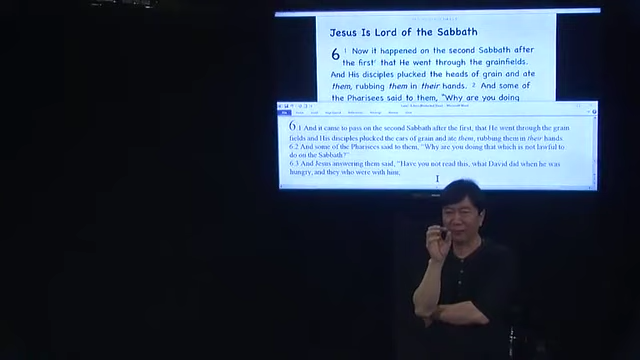 Jesus Is Lord of the Sabbath
6 1 Now it happened on the second Sabbath after
the first that He went through the grainfields.
And His disciples plucked the heads of grain and ate
them, rubbing them in their hands. 2 And some of
the Pharisees said to them, "Why are you doing
6.1 And it came to pass on the second Sabbath after the first, that He went through the grain
fields and His disciples plucked the ears of grain and ate them, rubbing them in their hands.
6.2 And some of the Pharisees said to them, "Why are you doing that which is not lawful to
do on the Sabbath?"
6.3 And Jesus answering them said, "Have you not read this, what David did when he was
hungry, and they who were with him;